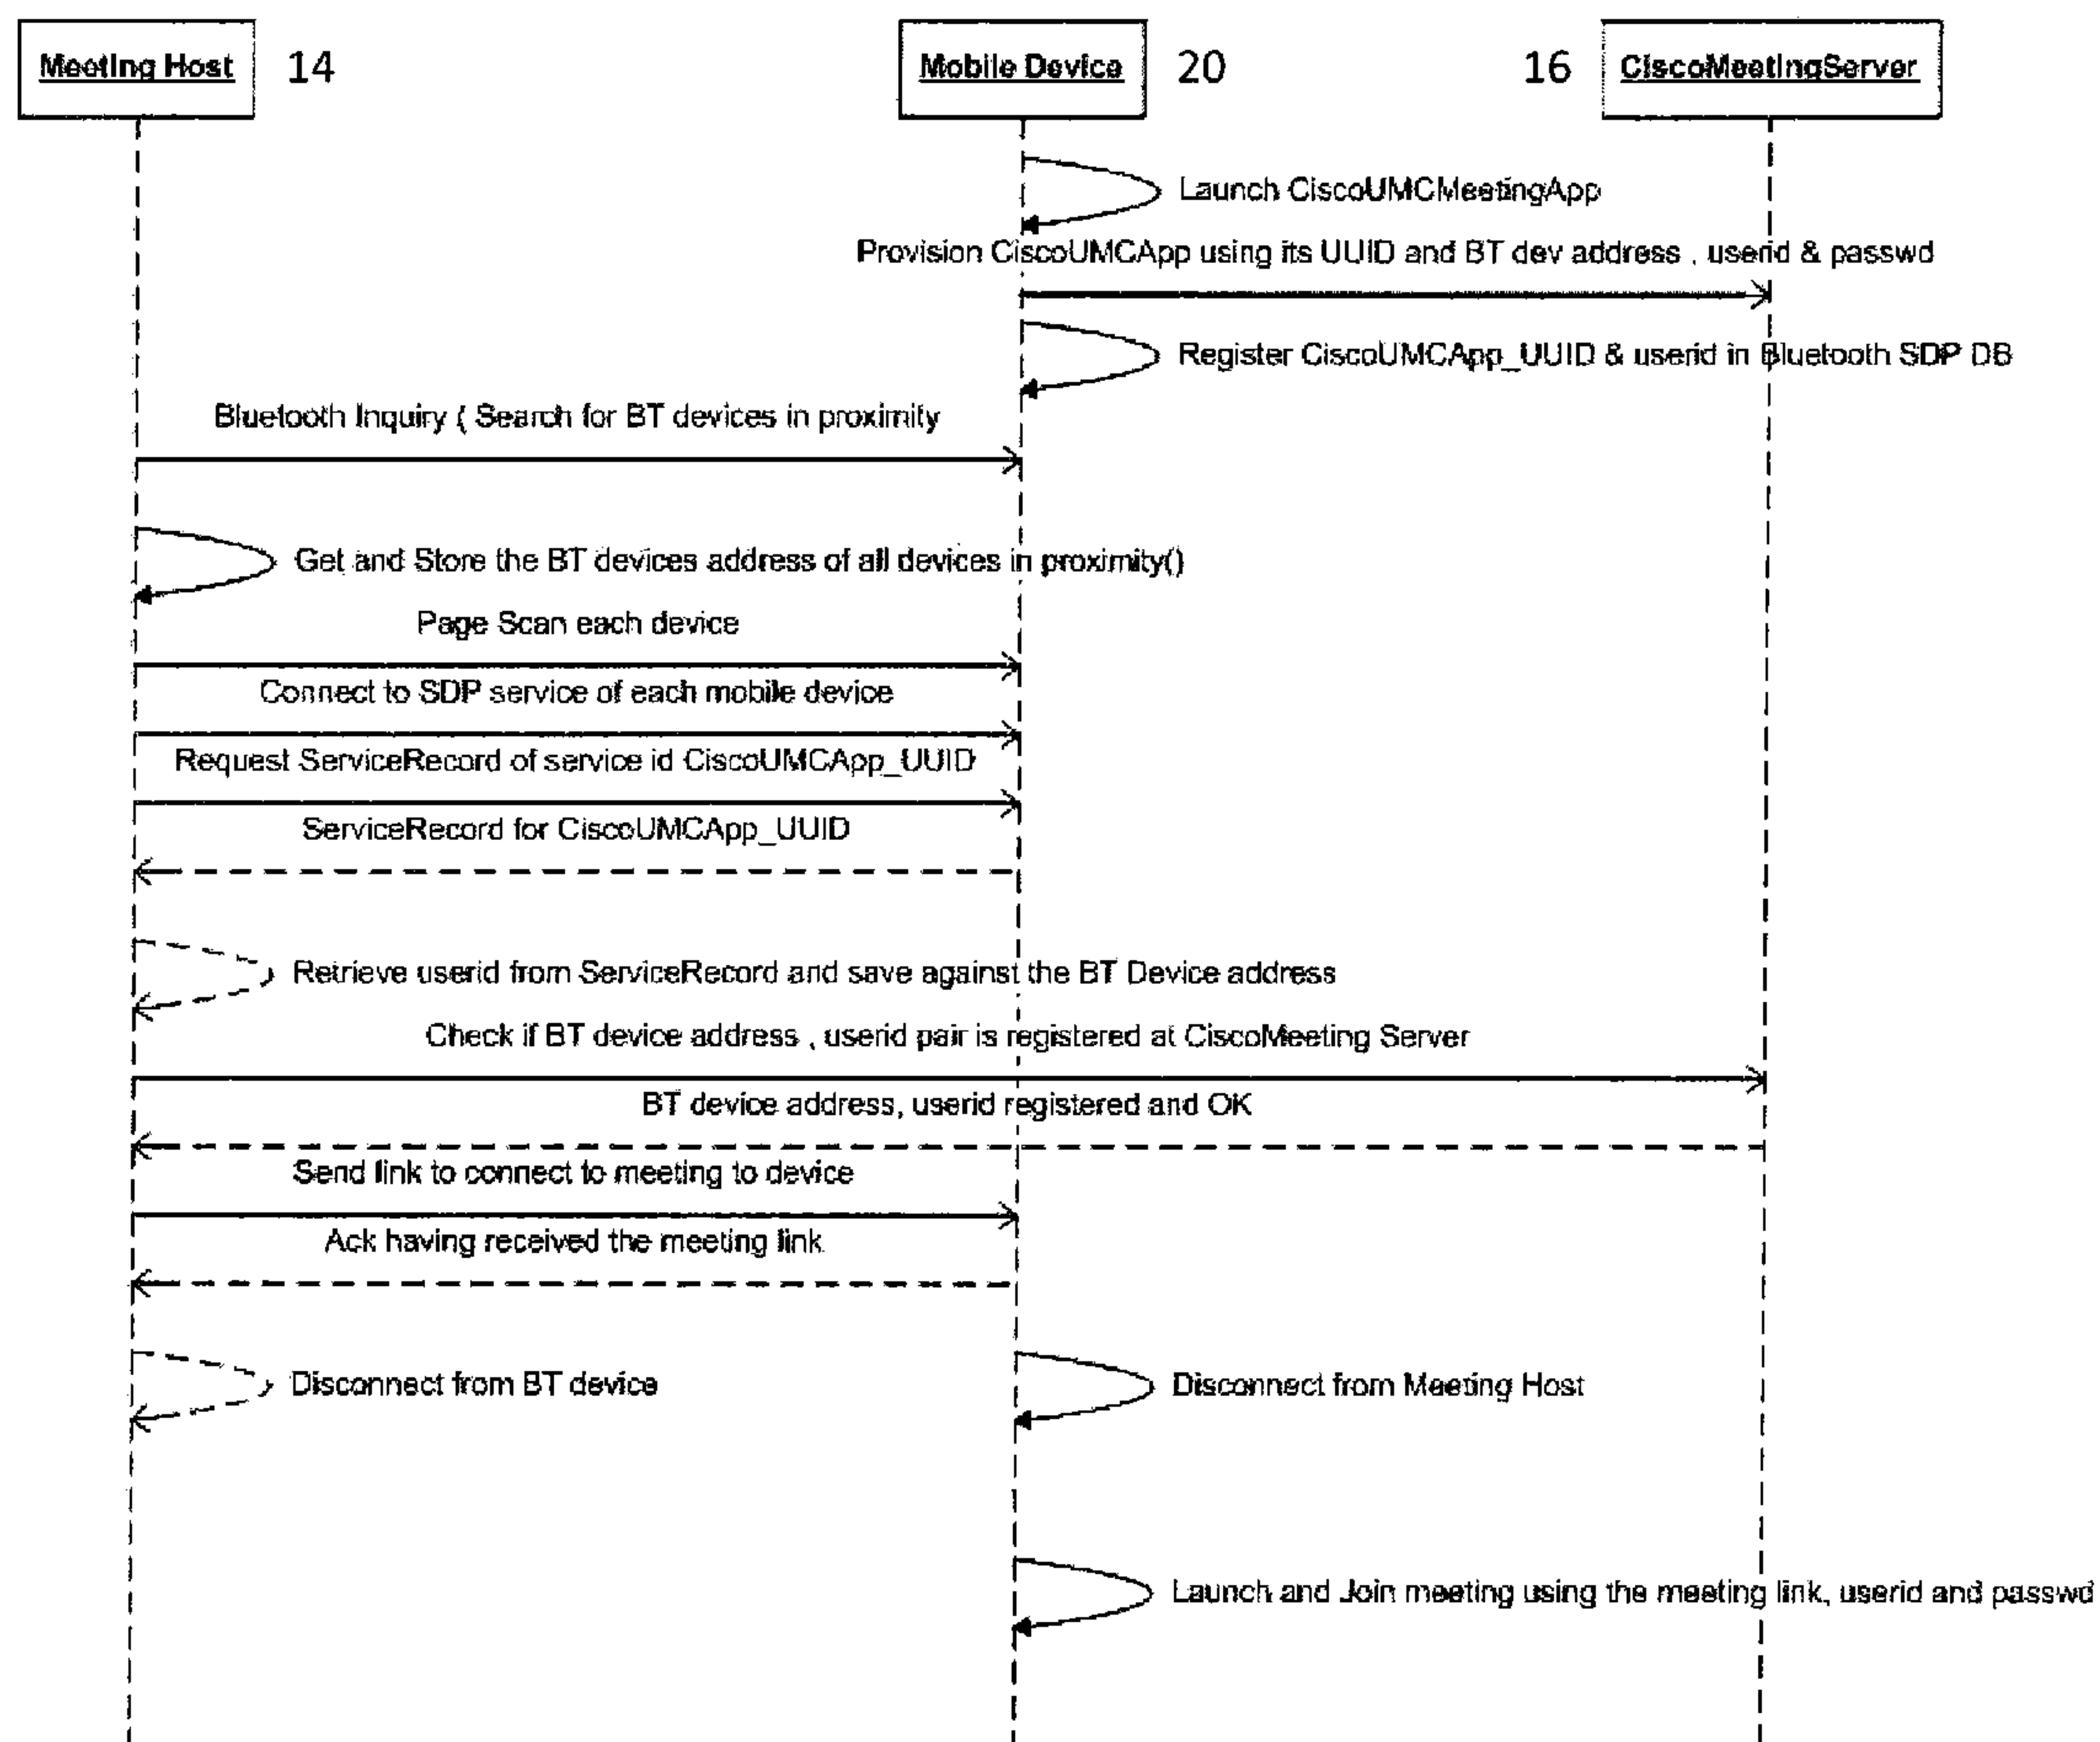 Meeting Host 14 Mobile Device 20 16 CiscoMeetingServer
Launch CiscoUMCMeetingApp
Provision CiscoUMCApp using its UUID and BT dev address , userid & passwd
Register CiscoUMCApp_UUID & userid in Bluetooth SDP DB
Bluetooth Inquiry ( Search for BT devices in proximity
Get and Store the BT devices address of all devices in proximity()
Page Scan each device
Connect to SDP service of each mobile device
Request ServiceRecord of service id CiscoUMCApp_UUID
ServiceRecord for CiscoUMCApp_UUID
Retrieve userid from ServiceRecord and save against the BT Device address
Check if BT device address , userid pair is registered at CiscoMeeting Server
BT device address, userid registered and OK
Send link to connect to meeting to device
Ack having received the meeting link
Disconnect from BT device Disconnect from Meeting Host
Launch and Join meeting using the meeting link, userid and passwd